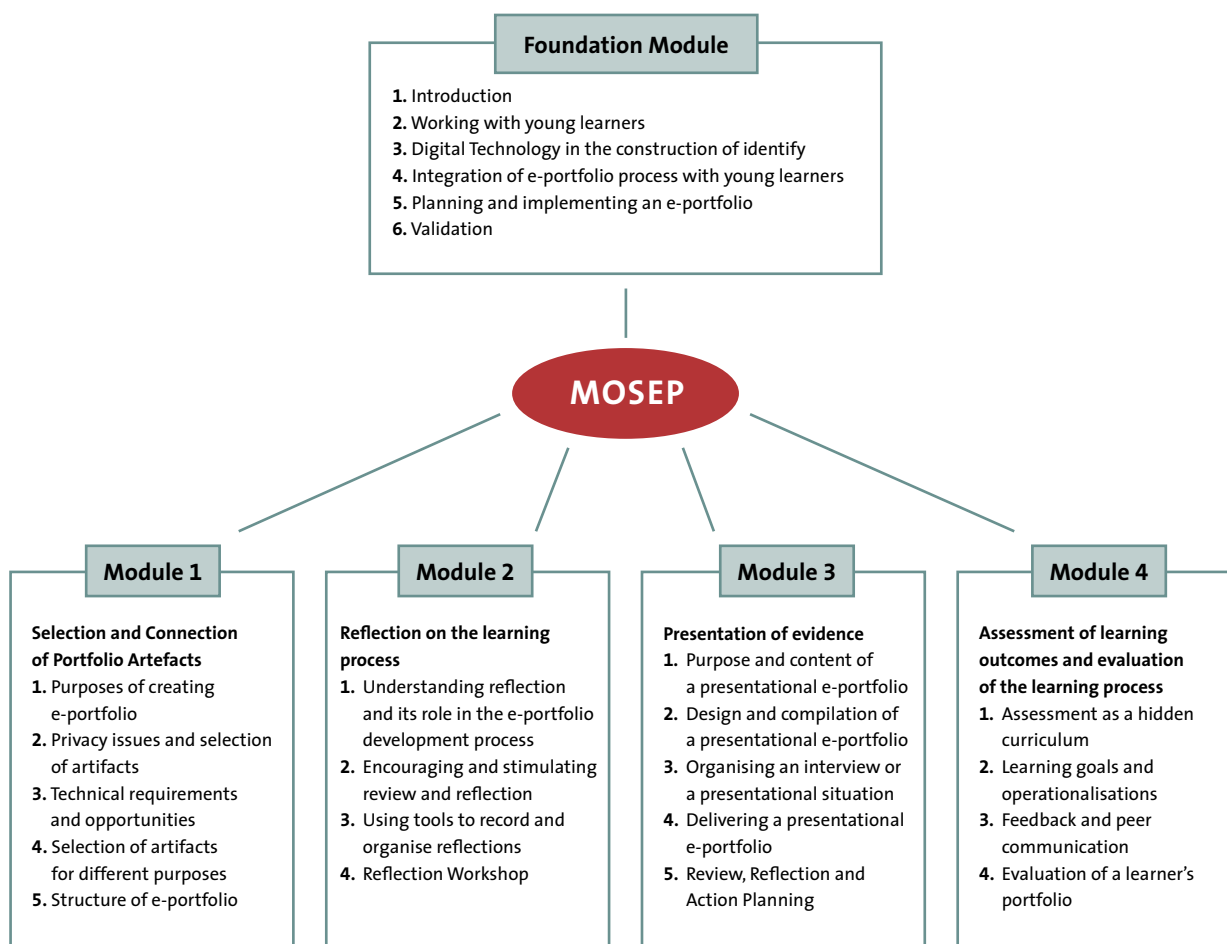 Foundation Module
1. Introduction
2. Working with young learners
3. Digital Technology in the construction of identify
4. Integration of e-portfolio process with young learners
5. Planning and implementing an e-portfolio
6. Validation
MOSEP
Module 1
Selection and Connection
of Portfolio Artefacts
1. Purposes of creating
e-portfolio
2. Privacy issues and selection
of artifacts
3. Technical requirements
and opportunities
4. Selection of artifacts
for different purposes
5. Structure of e-portfolio
Module 2
Reflection on the learning
process
1. Understanding reflection
and its role in the e-portfolio
development process
2. Encouraging and stimulating
review and reflection
3. Using tools to record and
organise reflections
4. Reflection Workshop
Module 3
Presentation of evidence
1. Purpose and content of
a presentational e-portfolio
2. Design and compilation of
a presentational e-portfolio
3. Organising an interview or
a presentational situation
4. Delivering a presentational
e-portfolio
5. Review, Reflection and
Action Planning
Module 4
Assessment of learning
outcomes and evaluation
of the learning process
1. Assessment as a hidden
curriculum
2. Learning goals and
operationalisations
3. Feedback and peer
communication
4. Evaluation of a learner's
portfolio